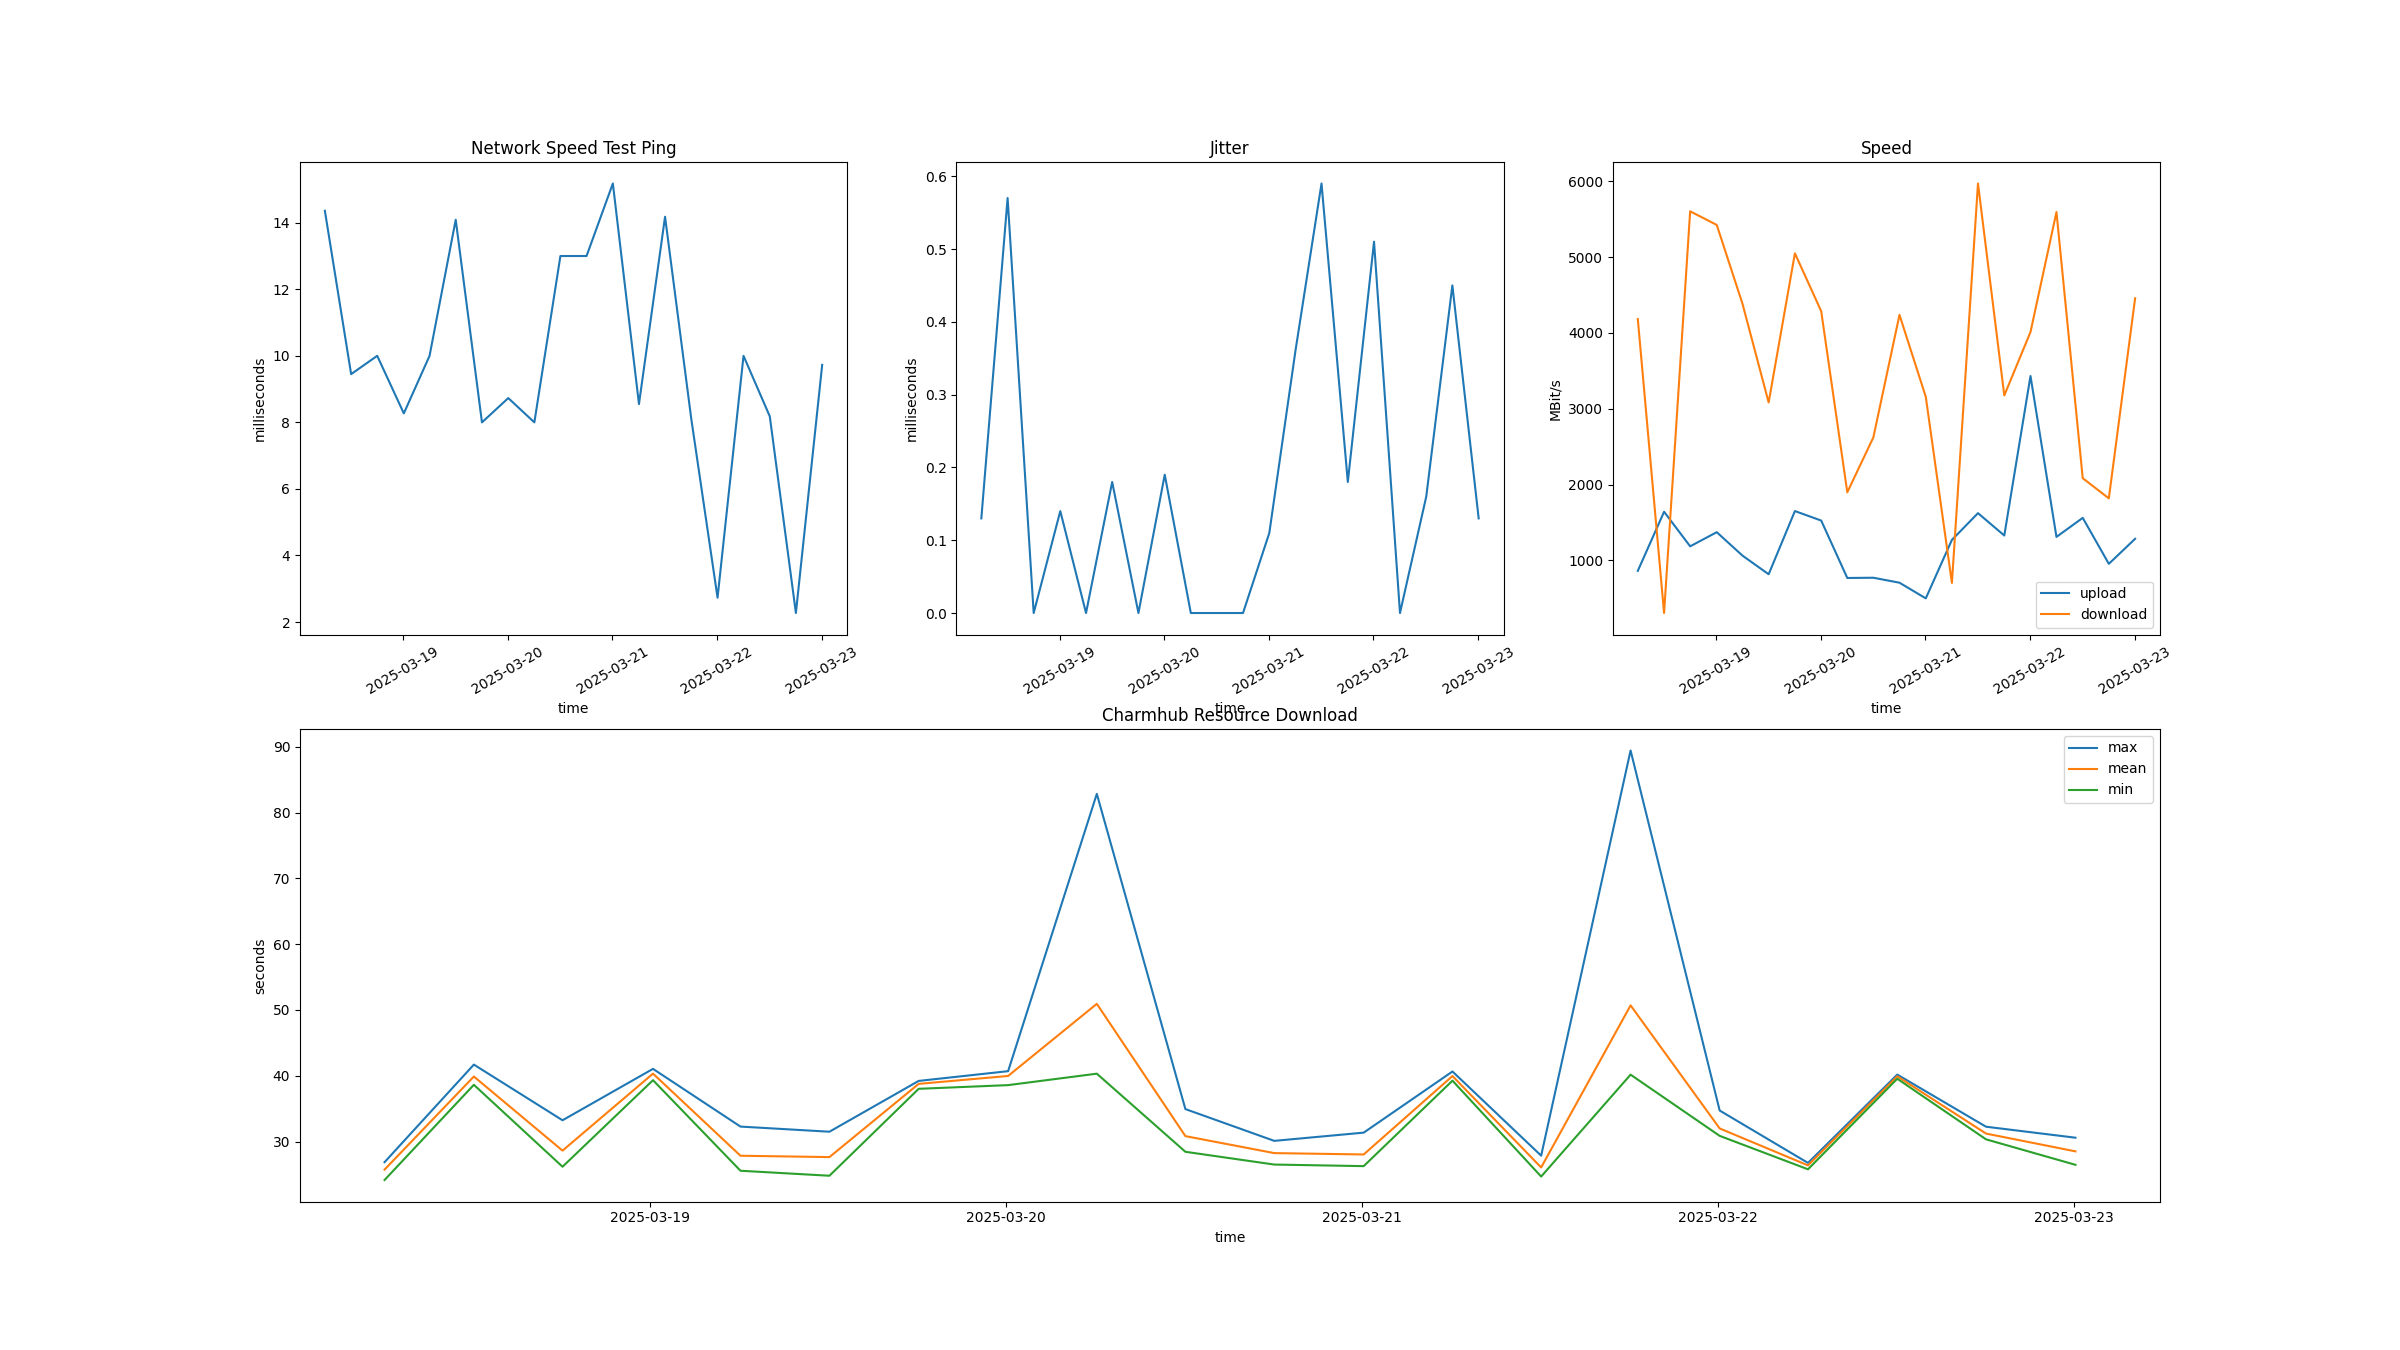 Network Speed Test Ping
milliseconds
14
12
10
8
6
4
2
2025-03-19
2025-03-20
2025-03-21
2025-03-22
2025-03-23
time
Jitter
milliseconds
0.6
0.5
0.4
0.3
0.2
0.1
0.0
2025-03-19
2025-03-20
2025-03-21
2025-03-22
2025-03-23
time
Speed
MBit/s
6000
5000
4000
3000
2000
1000
upload
download
2025-03-19
2025-03-20
2025-03-21
2025-03-22
2025-03-23
time
Charmhub Resource Download
seconds
90
80
70
60
50
40
30
max
mean
min
2025-03-19
2025-03-20
2025-03-21
2025-03-22
2025-03-23
time